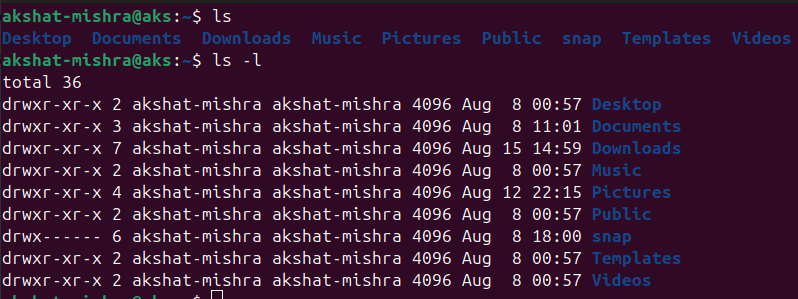 akshat-mishra@aks:~$ ls
Desktop  Documents  Downloads  Music  Pictures  Public  snap  Templates  Videos
akshat-mishra@aks:~$ ls -l
total 36
drwxr-xr-x 2 akshat-mishra akshat-mishra 4096 Aug  8 00:57 Desktop
drwxr-xr-x 3 akshat-mishra akshat-mishra 4096 Aug  8 11:01 Documents
drwxr-xr-x 7 akshat-mishra akshat-mishra 4096 Aug 15 14:59 Downloads
drwxr-xr-x 2 akshat-mishra akshat-mishra 4096 Aug  8 00:57 Music
drwxr-xr-x 4 akshat-mishra akshat-mishra 4096 Aug 12 22:15 Pictures
drwxr-xr-x 2 akshat-mishra akshat-mishra 4096 Aug  8 00:57 Public
drwx------ 6 akshat-mishra akshat-mishra 4096 Aug  8 18:00 snap
drwxr-xr-x 2 akshat-mishra akshat-mishra 4096 Aug  8 00:57 Templates
drwxr-xr-x 2 akshat-mishra akshat-mishra 4096 Aug  8 00:57 Videos